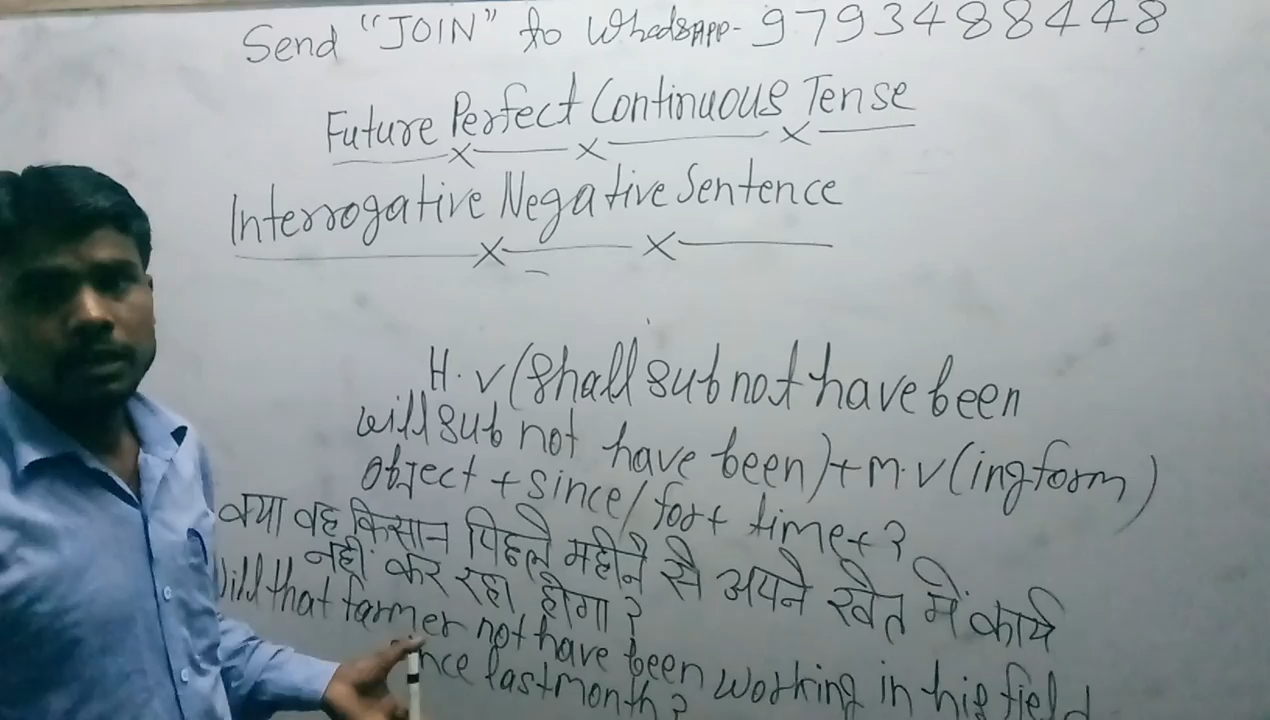 Send "JOIN" to WhatsAPP- 9793488448
Future Perfect Continuous Tense
Interrogative Negative Sentence
H.v(Shall sub not have been
will sub not have been)+m.v(ing form)
object + since/for + time+?
क्या वह किसान पिछले महीने से अपने खेत में कार्य
नहीं कर रहा होगा?
Will that farmer not have been working in his field
since last month?